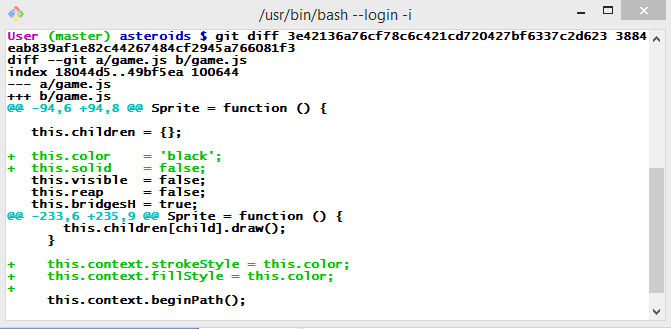 /usr/bin/bash --login -i
User (master) asteroids $ git diff 3e42136a76cf78c6c421cd720427bf6337c2d623 3884
eab839af1e82c44267484cf2945a766081f3
diff --git a/game.js b/game.js
index 18044d5..49bf5ea 100644
--- a/game.js
+++ b/game.js
@@ -94,6 +94,8 @@ Sprite = function () {
this.children = {};
+  this.color    = 'black';
+  this.solid    = false;
this.visible  = false;
this.reap     = false;
this.bridgesH = true;
@@ -233,6 +235,9 @@ Sprite = function () {
this.children[child].draw();
}
+    this.context.strokeStyle = this.color;
+    this.context.fillStyle = this.color;
+
this.context.beginPath();